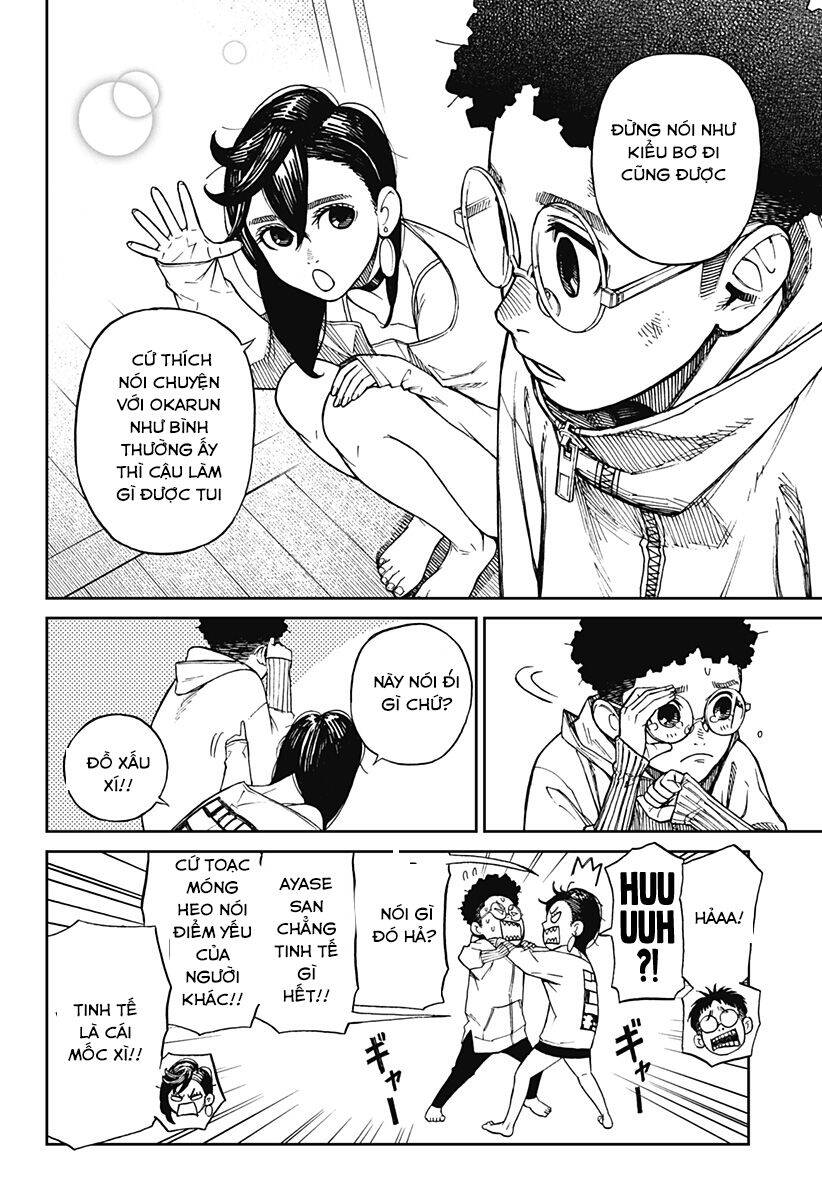 ĐỪNG NÓI NHƯ
KIỂU BƠ ĐI
CŨNG ĐƯỢC
CỨ THÍCH
NÓI CHUYỆN
VỚI OKARUN
NHƯ BÌNH
THƯỜNG ẤY
THÌ CẬU LÀM
GÌ ĐƯỢC TUI
NÀY NÓI ĐI
GÌ CHỨ?
ĐỒ XẤU
XÍ!!
HẢAA!
HUU
UUH
?!
NÓI GÌ
ĐÓ HẢ?
AYASE
SAN
CHẲNG
TINH TẾ
GÌ
HẾT!!
CỨ TOẠC
MÓNG
HEO NÓI
ĐIỂM YẾU
CỦA
NGƯỜI
KHÁC!!
TINH TẾ
LÀ CÁI
MỐC XÌ!!
ギャー
ギャー